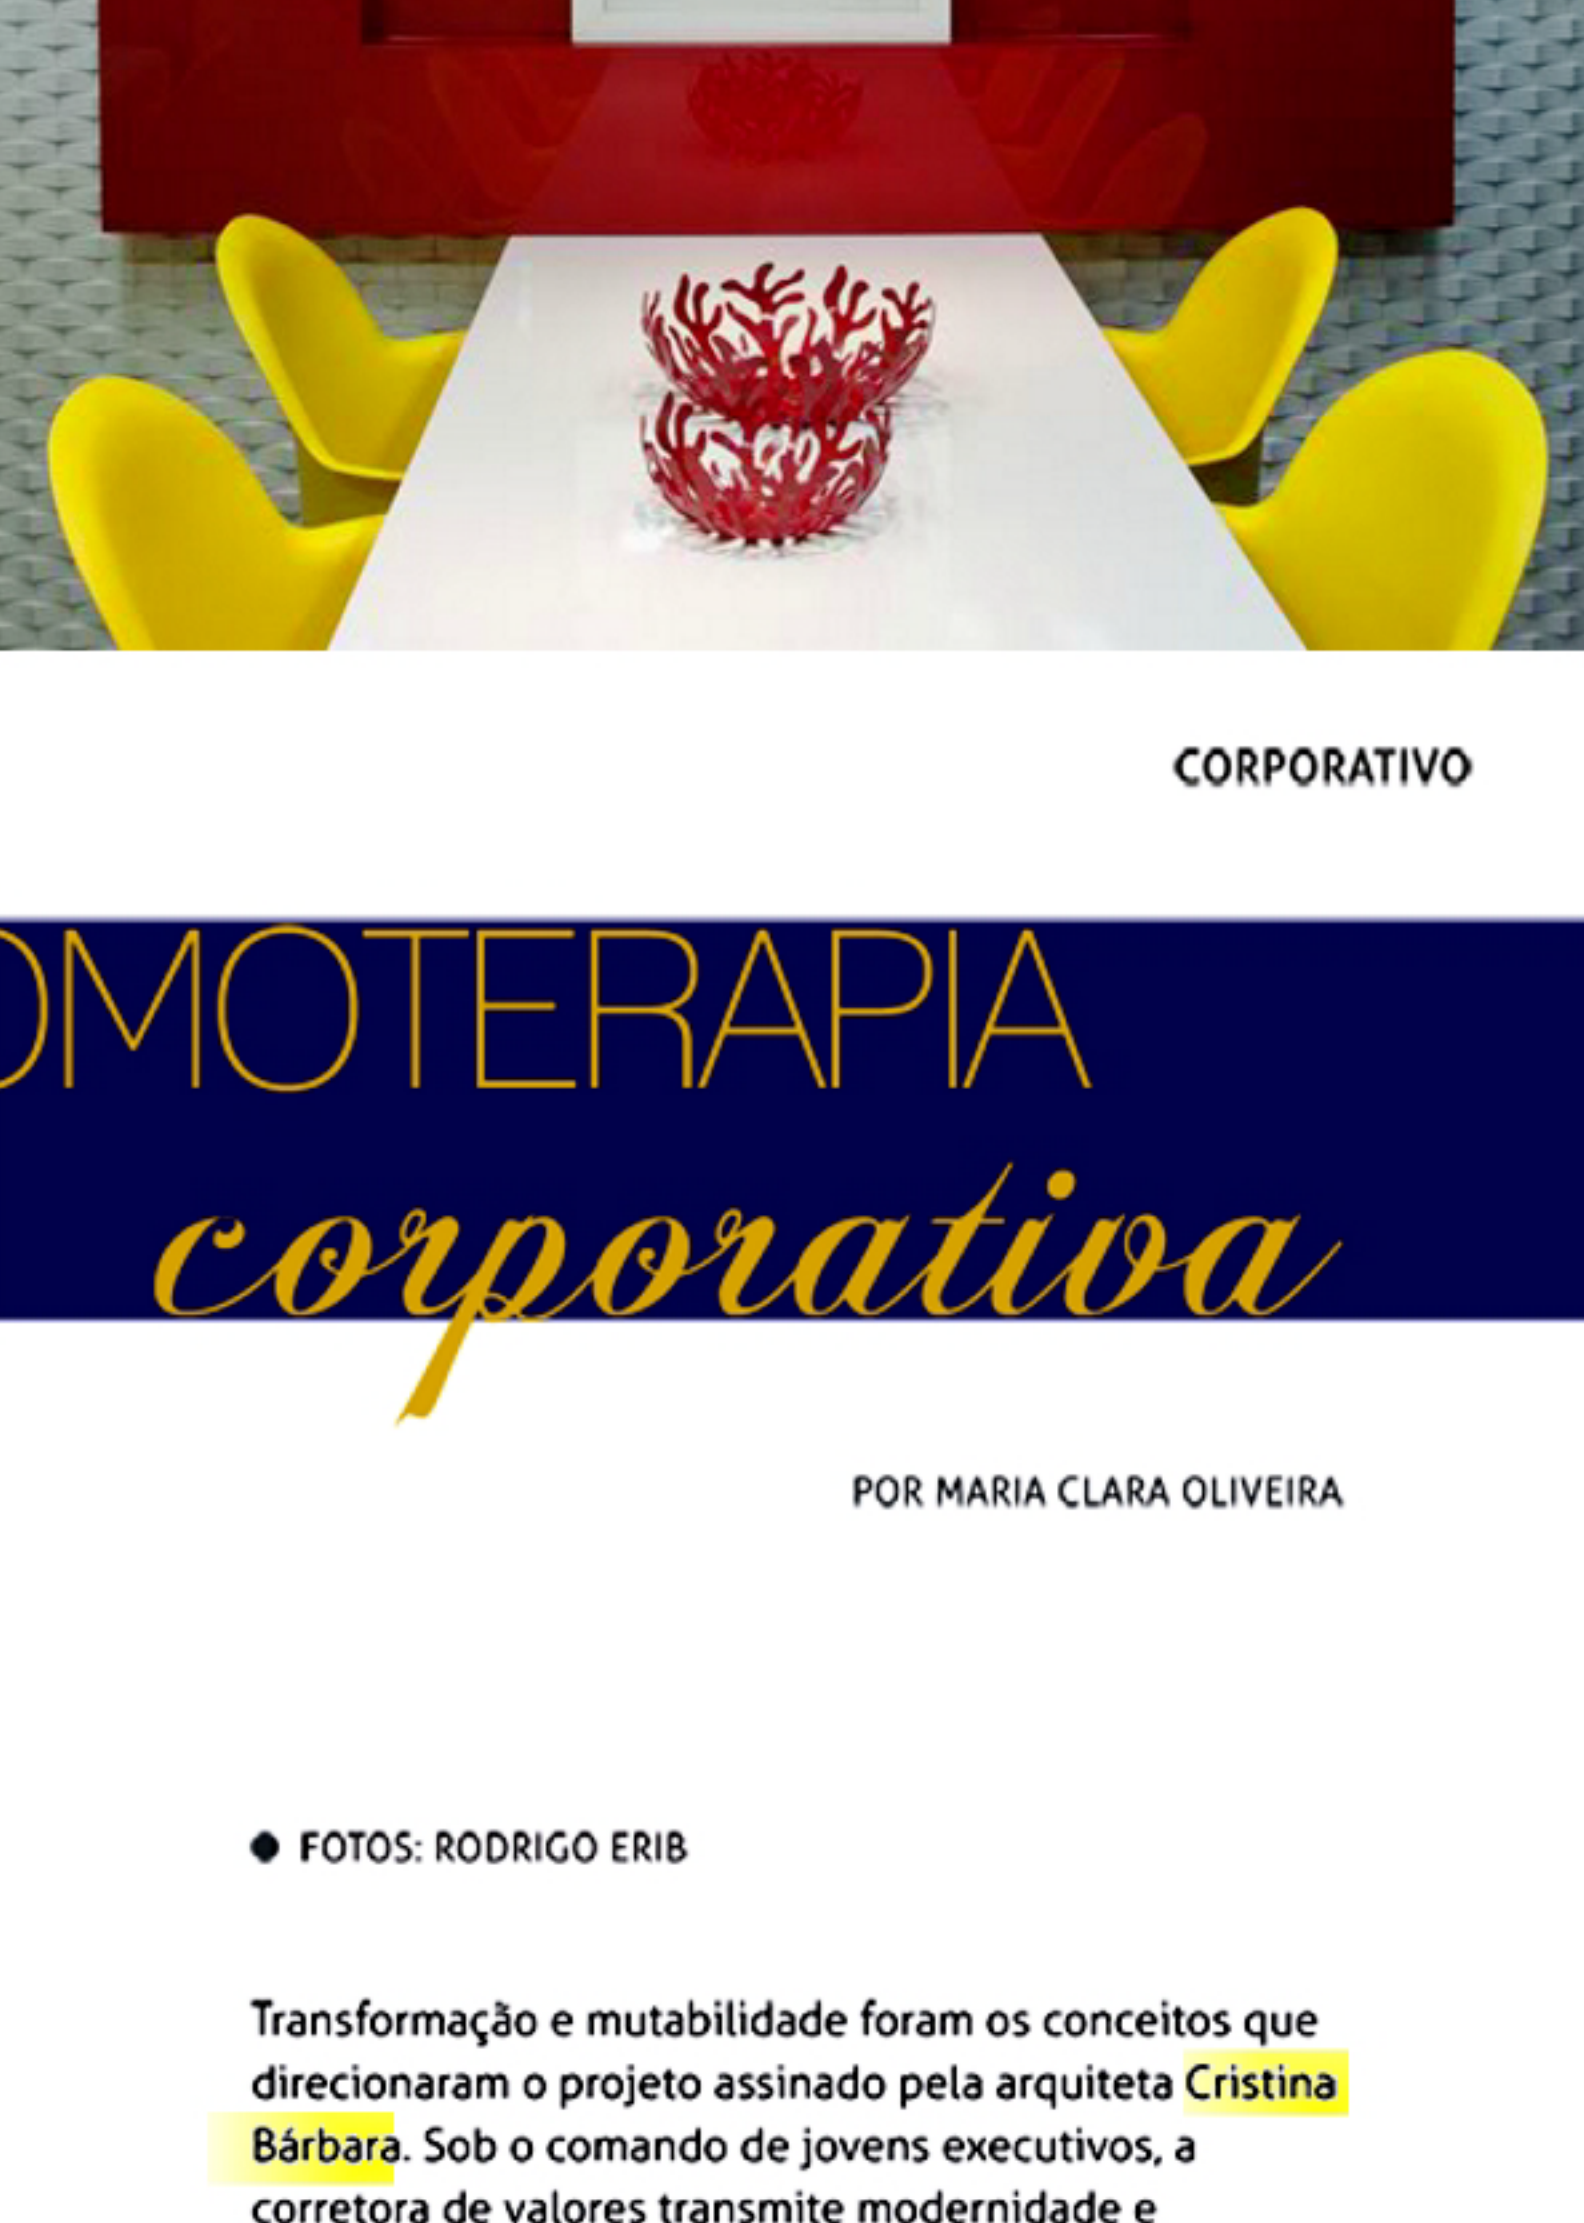 CORPORATIVO
OMOTERAPIA
corporativa
POR MARIA CLARA OLIVEIRA
● FOTOS: RODRIGO ERIB
Transformação e mutabilidade foram os conceitos que
direcionaram o projeto assinado pela arquiteta Cristina
Bárbara. Sob o comando de jovens executivos, a
corretora de valores transmite modernidade e